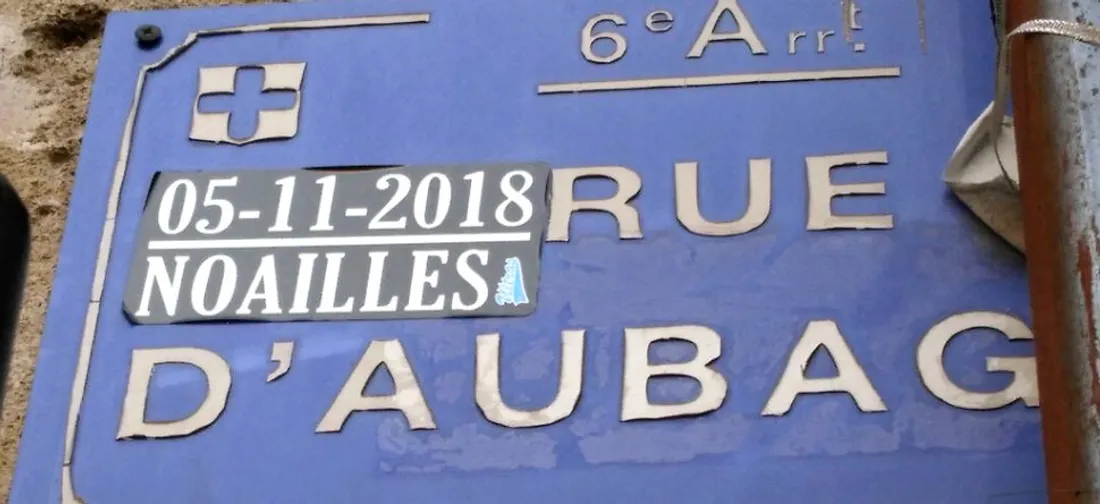 6e Arrt.
RUE
05-11-2018
NOAILLES
D'AUBAG